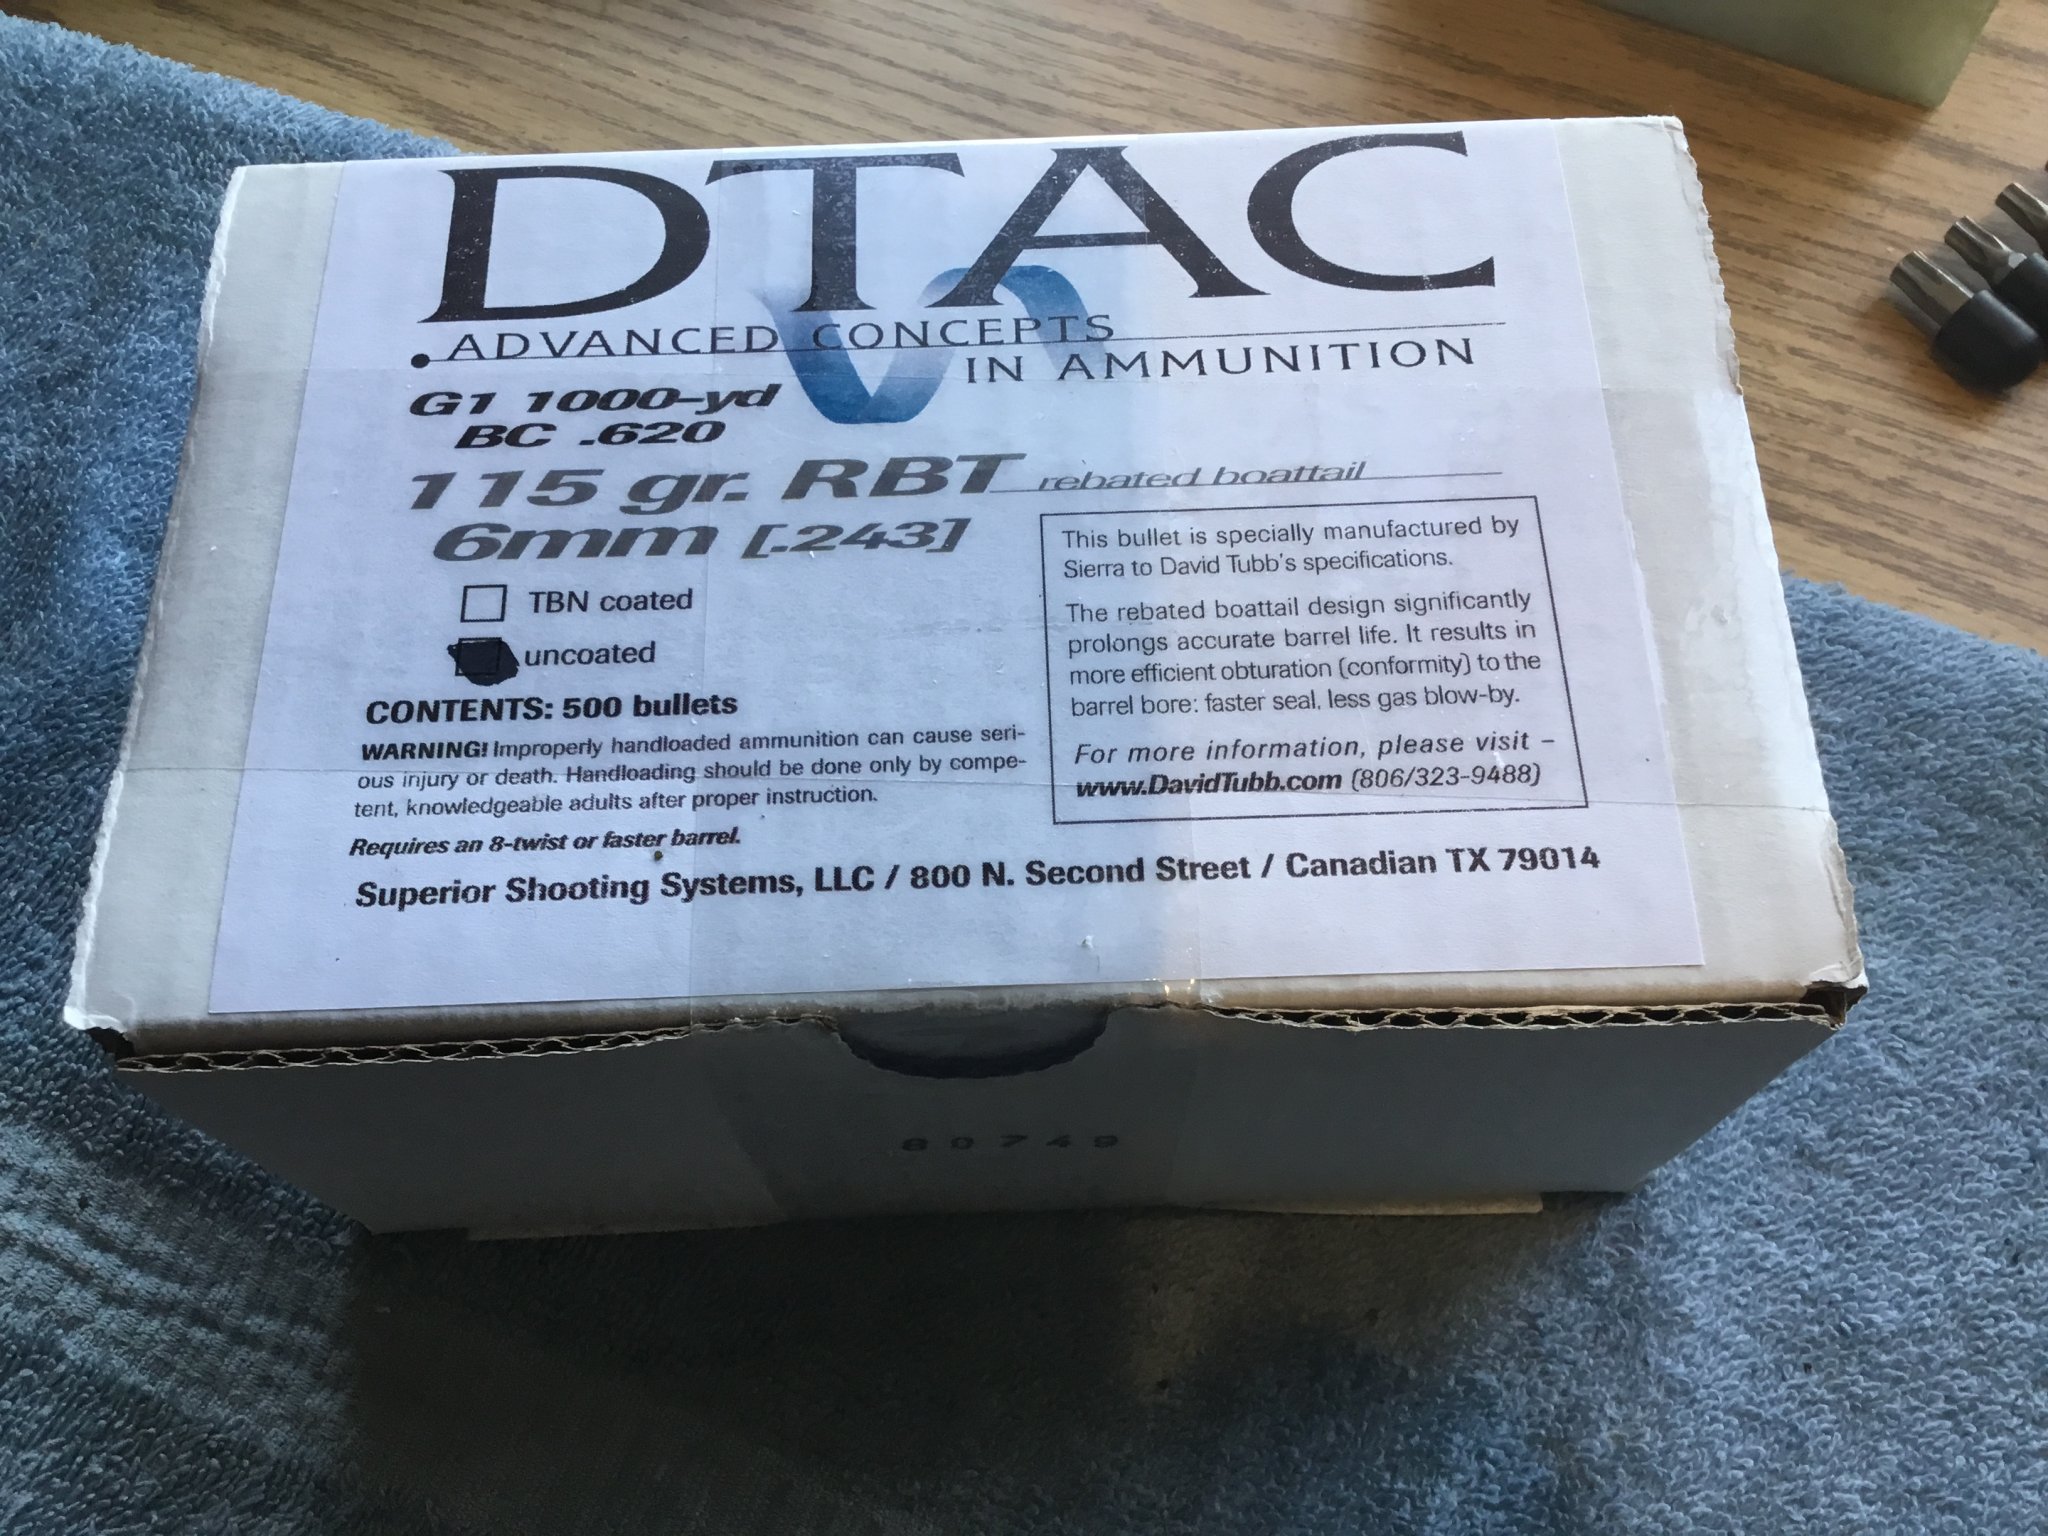 DTAC
ADVANCED CONCEPTS
IN AMMUNITION
G1 1000-yd
BC .620
115 gr. RBT rebated boattail
6mm [.243]
TBN coated
uncoated
CONTENTS: 500 bullets
WARNING! Improperly handloaded ammunition can cause seri-
ous injury or death. Handloading should be done only by compe-
tent, knowledgeable adults after proper instruction.
Requires an 8-twist or faster barrel.
This bullet is specially manufactured by
Sierra to David Tubb's specifications.
The rebated boattail design significantly
prolongs accurate barrel life. It results in
more efficient obturation (conformity) to the
barrel bore: faster seal, less gas blow-by.
For more information, please visit –
www.DavidTubb.com (806/323-9488)
Superior Shooting Systems, LLC / 800 N. Second Street / Canadian TX 79014